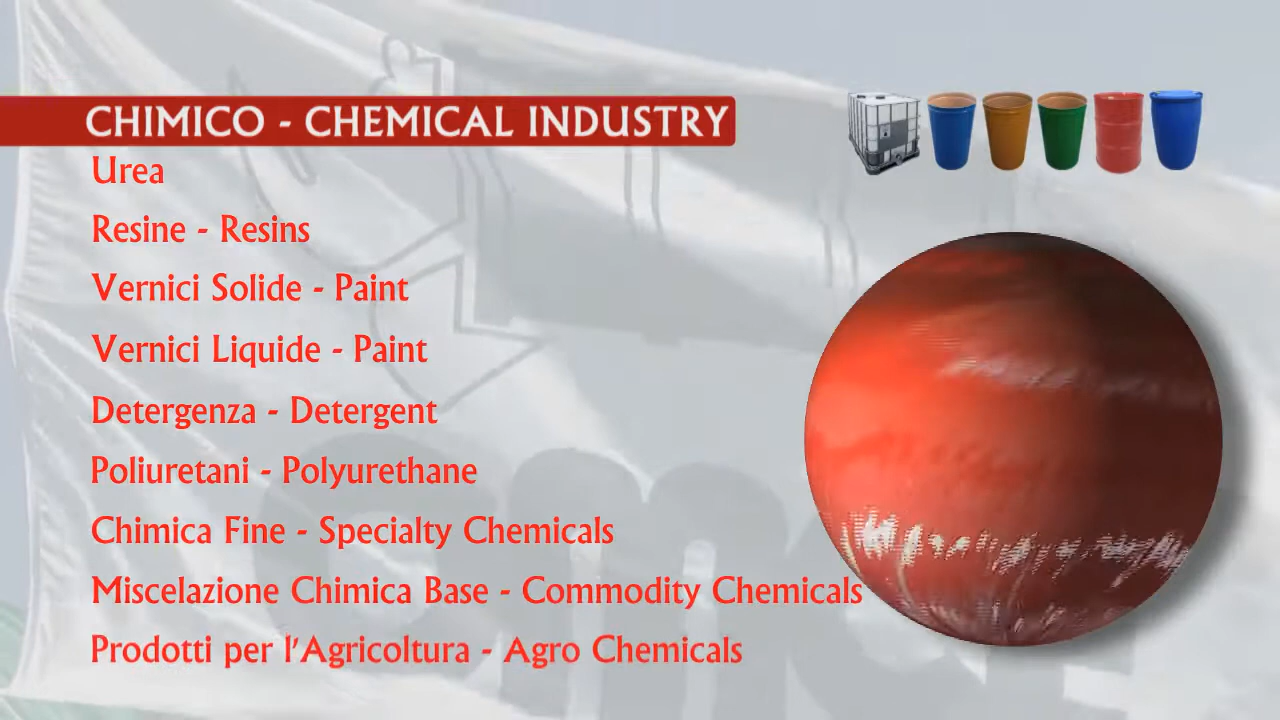 CHIMICO - CHEMICAL INDUSTRY
Urea
Resine - Resins
Vernici Solide - Paint
Vernici Liquide - Paint
Detergenza - Detergent
Poliuretani - Polyurethane
Chimica Fine - Specialty Chemicals
Miscelazione Chimica Base - Commodity Chemicals
Prodotti per l'Agricoltura - Agro Chemicals